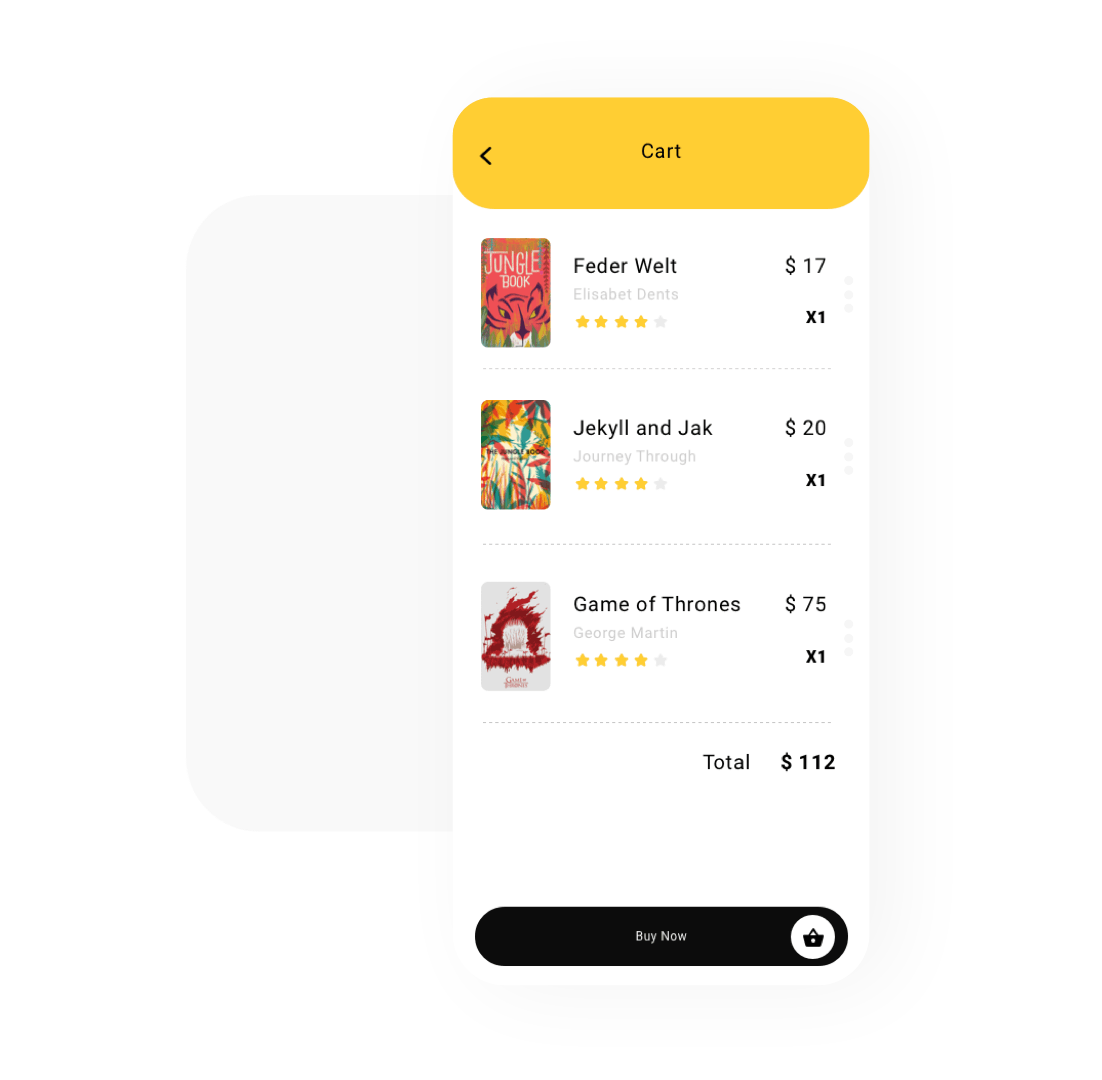 Cart
JUNGLE
BOOK
Feder Welt
$ 17
Elisabet Dents
X1
THE JUNGLE BOOK
Jekyll and Jak
$ 20
Journey Through
X1
Game of Thrones
$ 75
George Martin
X1
GAME OF
THRONES
Total $ 112
Buy Now